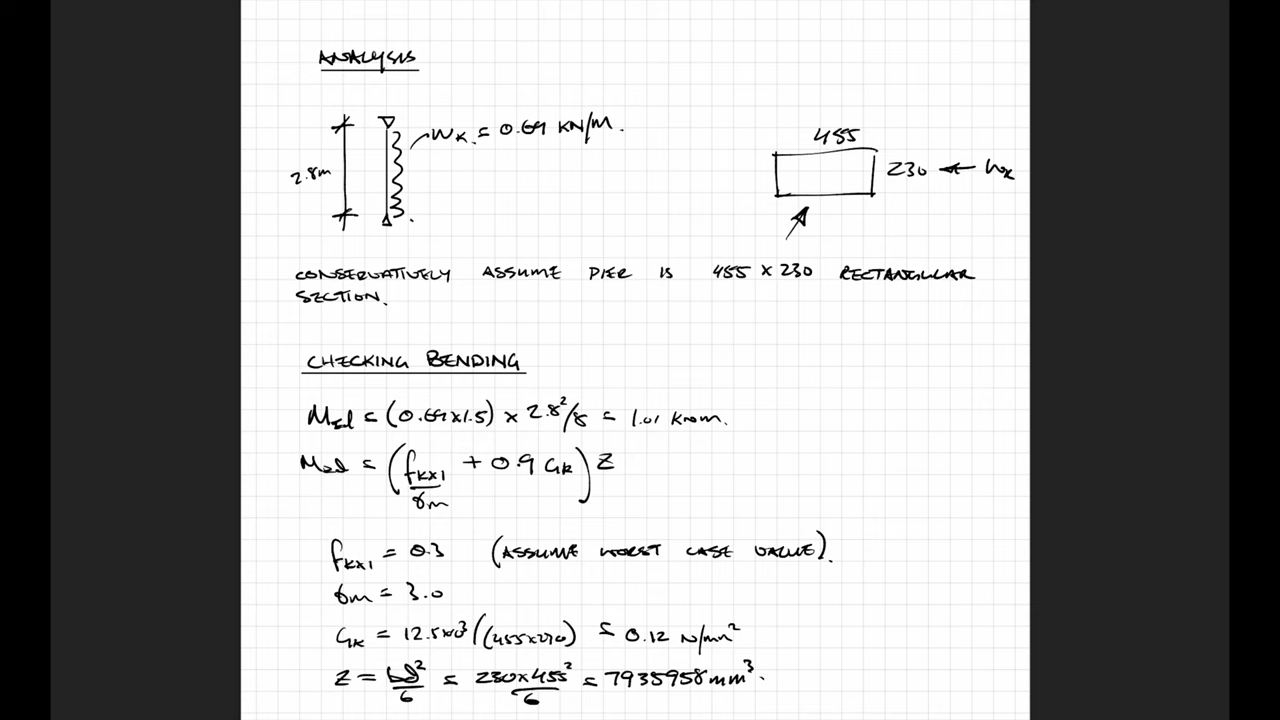 ANALYSIS
2.8m
WK = 0.69 KN/M.
455
230 ← WK
CONSERVATIVELY ASSUME PIER IS 455 x 230 RECTANGULAR
SECTION.
CHECKING BENDING
MEd = (0.69x1.5) x 2.8²/8 = 1.01 KNm.
MRd = (fKX1/γm + 0.9 GK) Z
fKX1 = 0.3 (ASSUME WORST CASE VALUE).
γm = 3.0
GK = 12.5x10³/(455x230) = 0.12 N/mm²
Z = bd²/6 = 230x455²/6 = 7935958mm³.